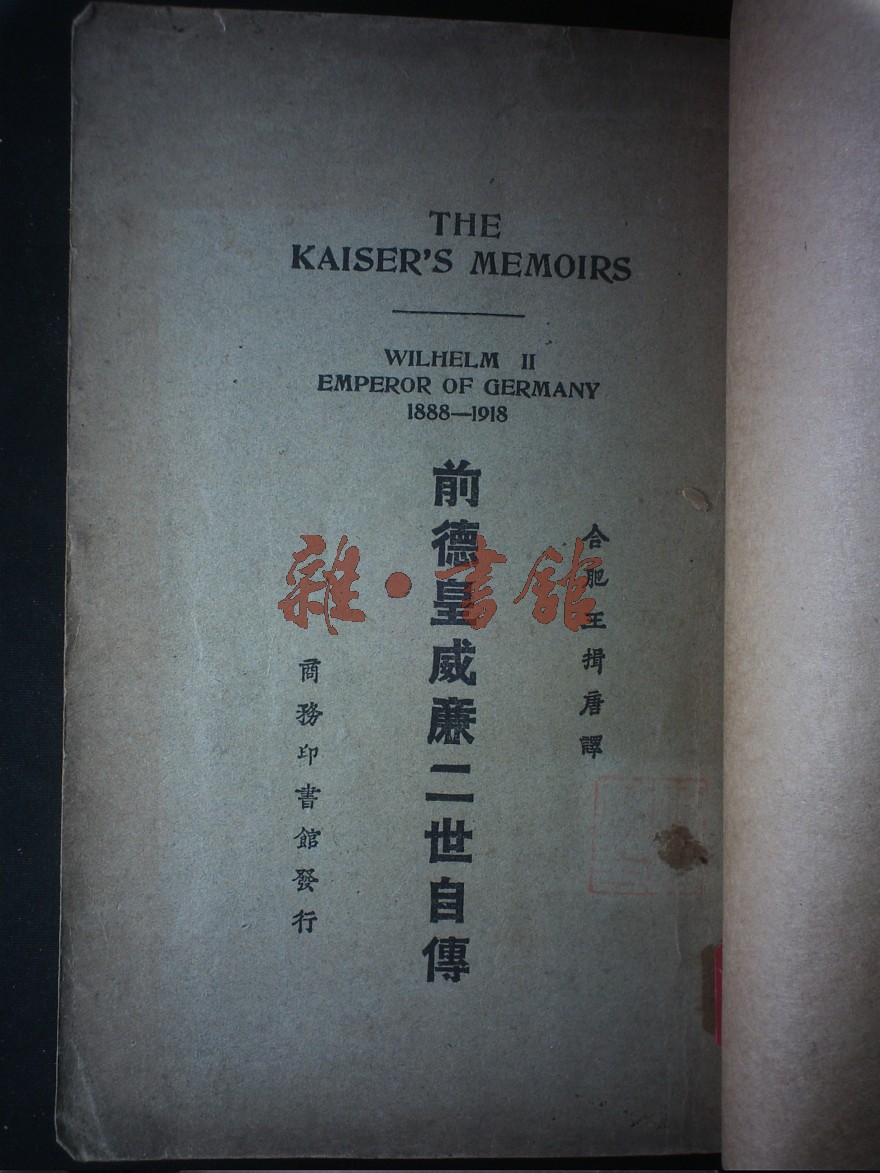 THE
KAISER'S MEMOIRS
WILHELM II
EMPEROR OF GERMANY
1888—1918
合肥王揖唐譯
前德皇威廉二世自傳
商務印書館發行
雜·書館